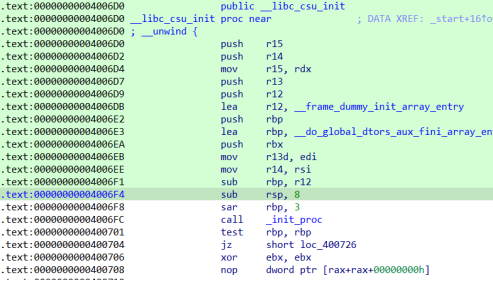 .text:00000000004006D0 public __libc_csu_init
.text:00000000004006D0 __libc_csu_init proc near ; DATA XREF: _start+16↑o
.text:00000000004006D0 ; __unwind {
.text:00000000004006D0 push r15
.text:00000000004006D2 push r14
.text:00000000004006D4 mov r15, rdx
.text:00000000004006D7 push r13
.text:00000000004006D9 push r12
.text:00000000004006DB lea r12, __frame_dummy_init_array_entry
.text:00000000004006E2 push rbp
.text:00000000004006E3 lea rbp, __do_global_dtors_aux_fini_array_en
.text:00000000004006EA push rbx
.text:00000000004006EB mov r13d, edi
.text:00000000004006EE mov r14, rsi
.text:00000000004006F1 sub rbp, r12
.text:00000000004006F4 sub rsp, 8
.text:00000000004006F8 sar rbp, 3
.text:00000000004006FC call _init_proc
.text:0000000000400701 test rbp, rbp
.text:0000000000400704 jz short loc_400726
.text:0000000000400706 xor ebx, ebx
.text:0000000000400708 nop dword ptr [rax+rax+00000000h]